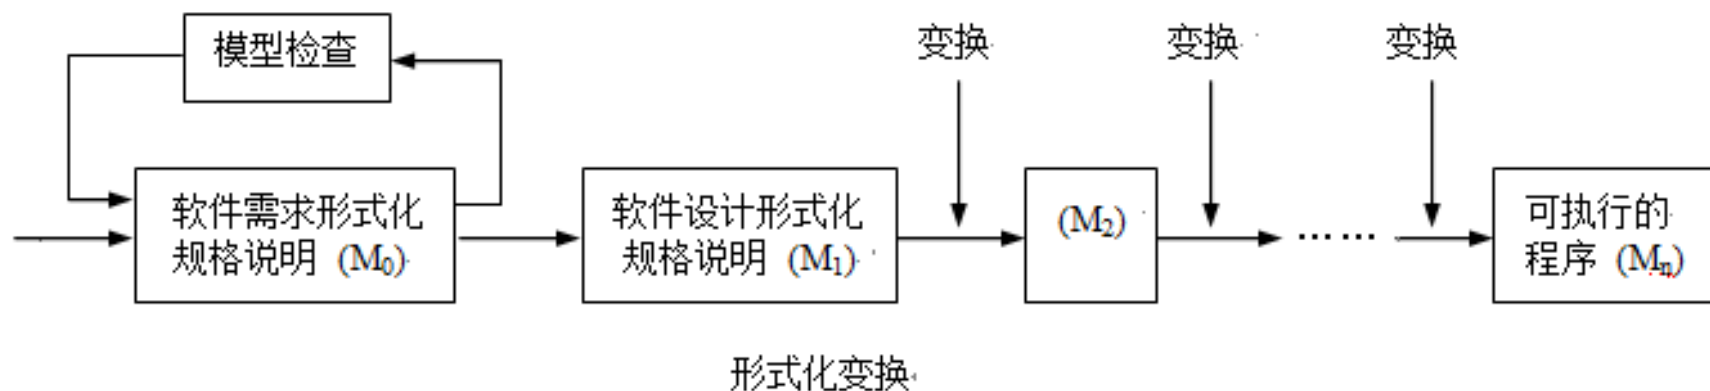 模型检查
变换
变换
变换
软件需求形式化
规格说明 (M₀)
软件设计形式化
规格说明 (M₁)
(M₂)
……
可执行的
程序 (Mₙ)
形式化变换